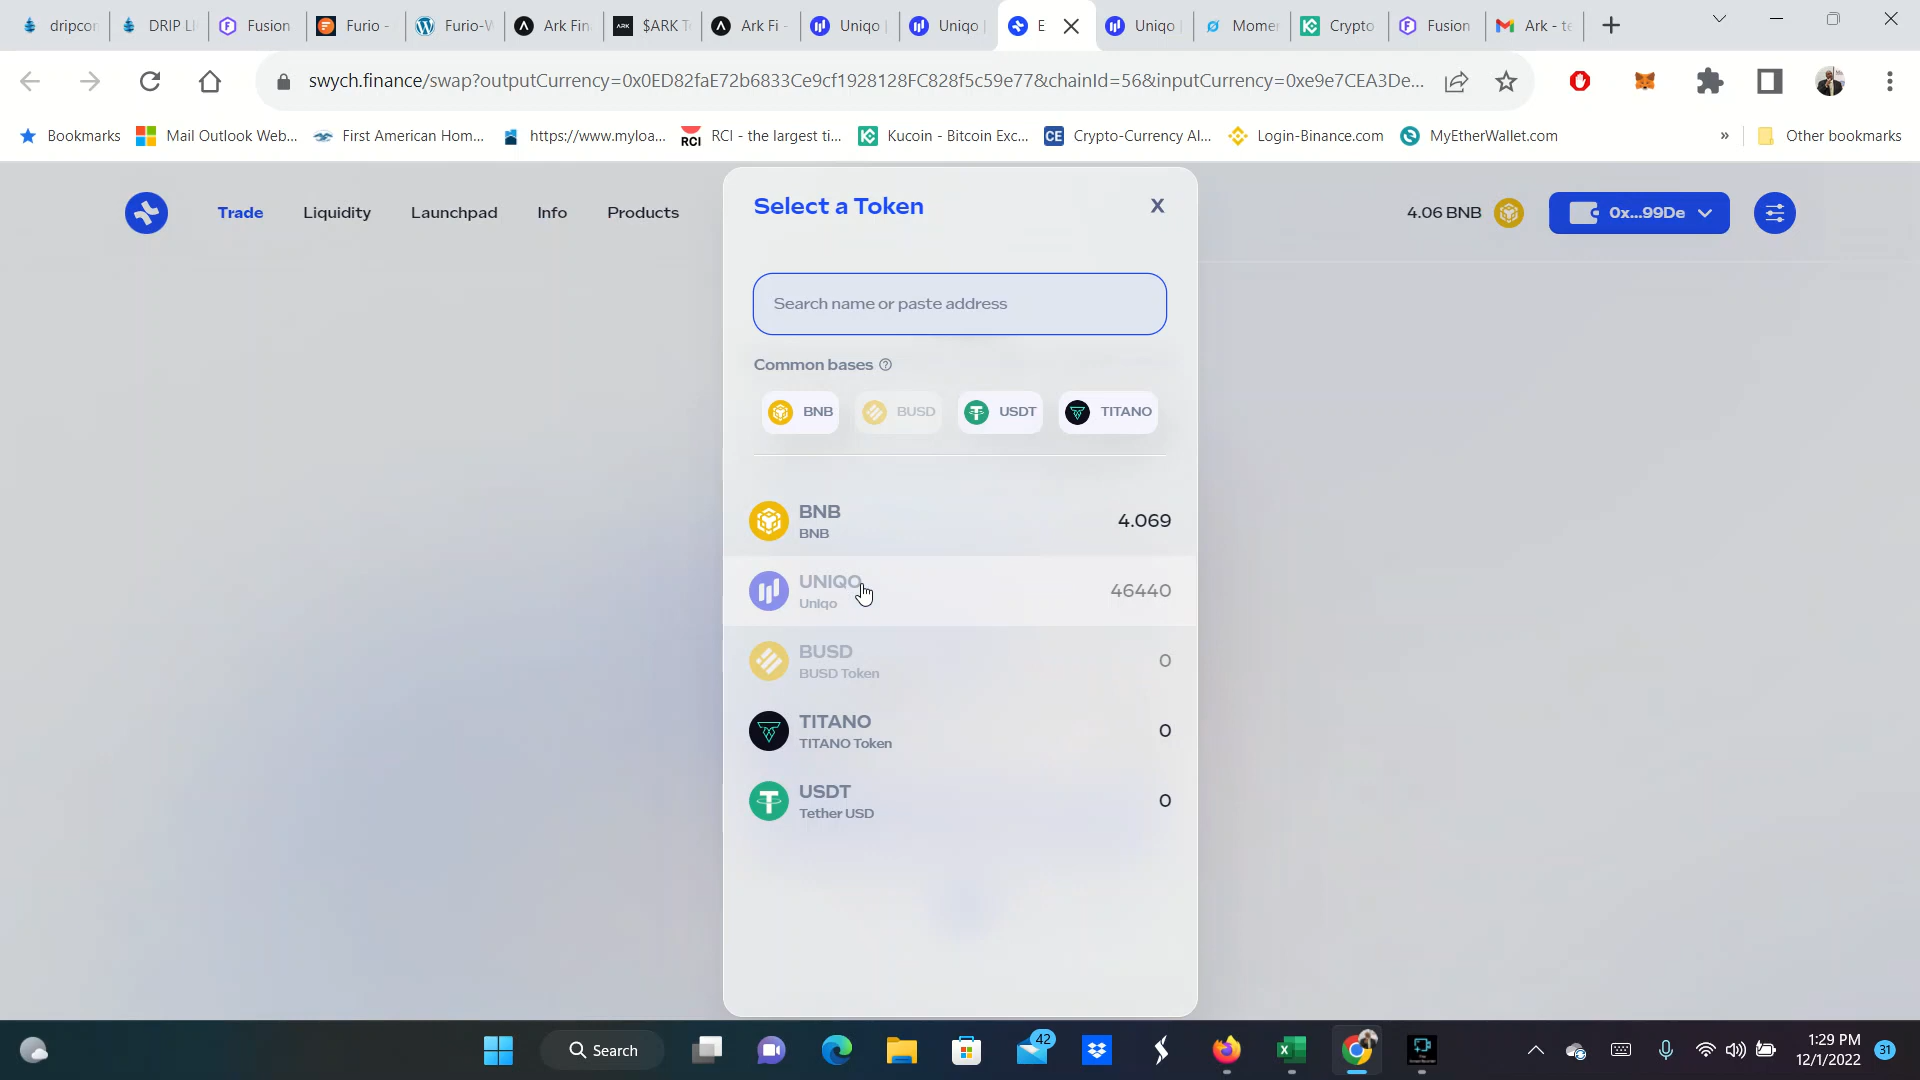 dripcon
DRIP LI
Fusion
Furio -
Furio-W
Ark Fin
$ARK T
Ark Fi -
Uniqo |
Uniqo |
E
Uniqo |
Momen
Crypto
Fusion
Ark - te
swych.finance/swap?outputCurrency=0x0ED82faE72b6833Ce9cf1928128FC828f5c59e77&chainId=56&inputCurrency=0xe9e7CEA3De...
Bookmarks
Mail Outlook Web...
First American Hom...
https://www.myloa...
RCI
RCI - the largest ti...
Kucoin - Bitcoin Exc...
CE
Crypto-Currency AI...
Login-Binance.com
MyEtherWallet.com
»
Other bookmarks
Trade
Liquidity
Launchpad
Info
Products
4.06 BNB
0x...99De
Select a Token
X
Search name or paste address
Common bases
BNB
BUSD
USDT
TITANO
BNB
BNB
4.069
UNIQO
Uniqo
46440
BUSD
BUSD Token
0
TITANO
TITANO Token
0
USDT
Tether USD
0
Search
42
1:29 PM
12/1/2022
31